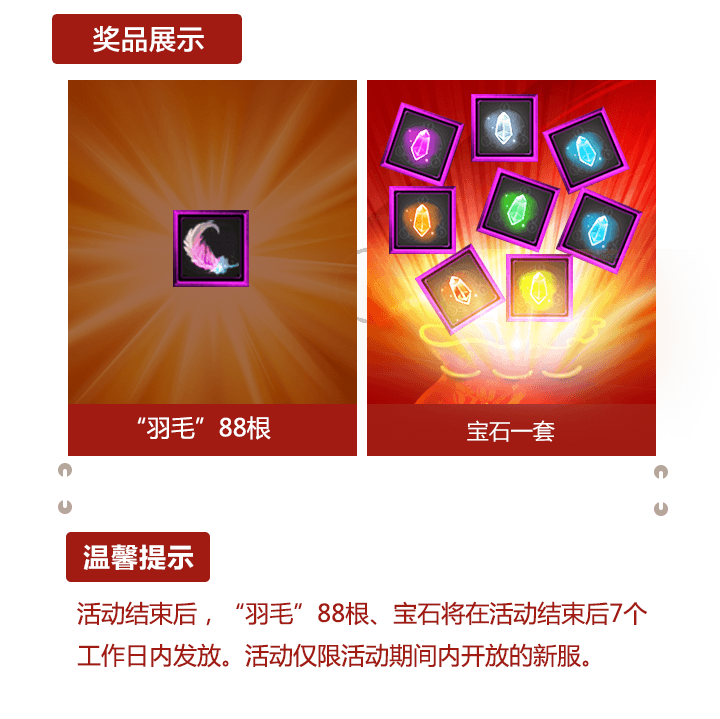 奖品展示
“羽毛”88根
宝石一套
温馨提示
活动结束后，“羽毛”88根、宝石将在活动结束后7个
工作日内发放。活动仅限活动期间内开放的新服。